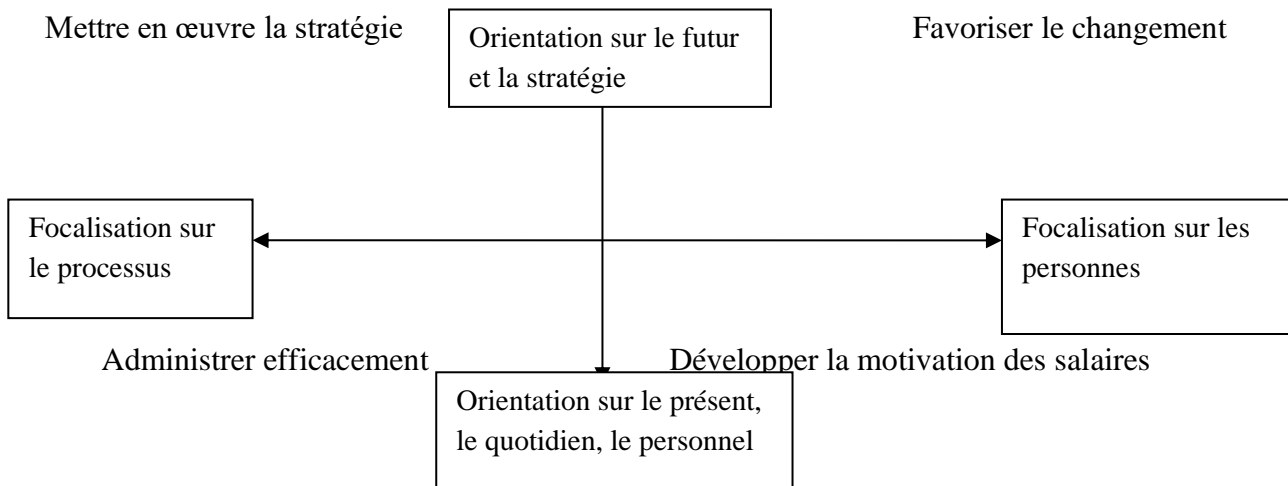 Mettre en œuvre la stratégie
Orientation sur le futur
et la stratégie
Favoriser le changement
Focalisation sur
le processus
Focalisation sur les
personnes
Administrer efficacement
Développer la motivation des salaires
Orientation sur le présent,
le quotidien, le personnel